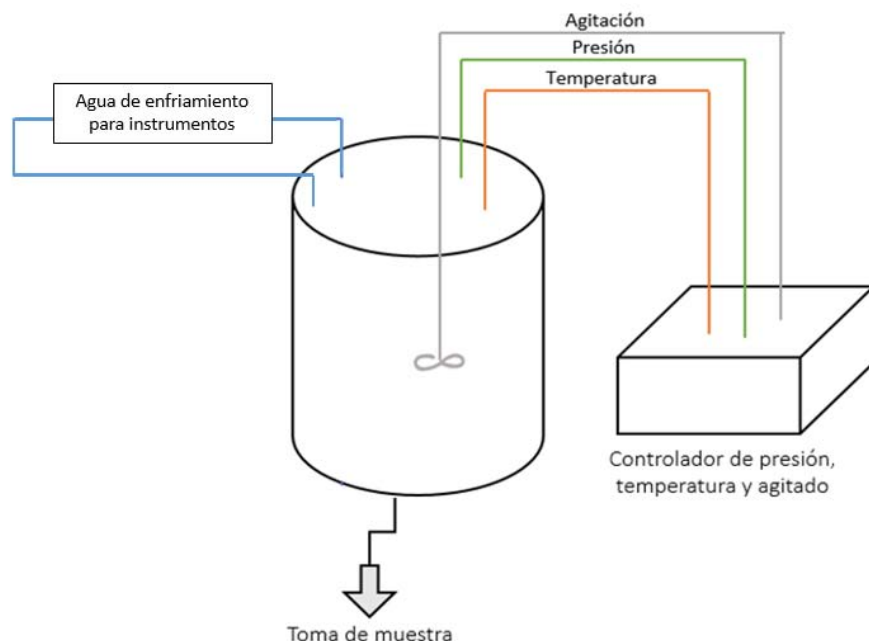 Agitación
Presión
Temperatura
Agua de enfriamiento
para instrumentos
Controlador de presión,
temperatura y agitado
Toma de muestra